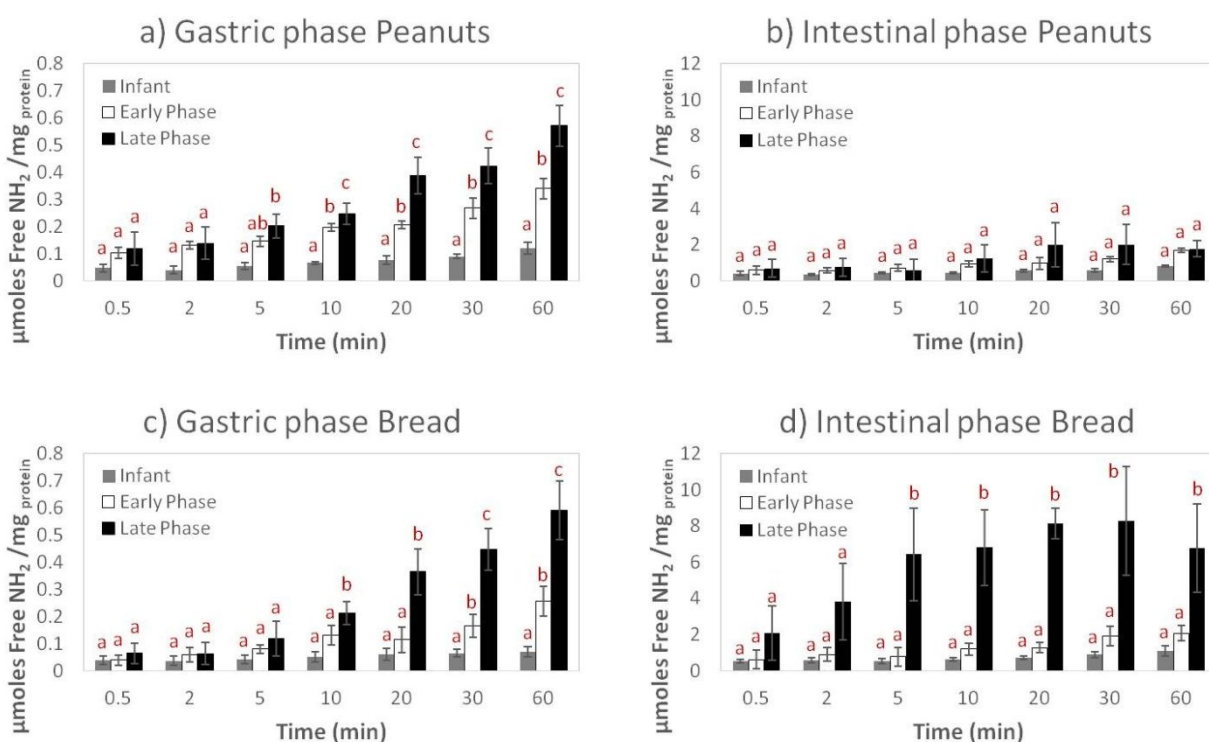 a) Gastric phase Peanuts
µmoles Free NH2 /mg protein
0.8
0.7
0.6
0.5
0.4
0.3
0.2
0.1
0
Infant
Early Phase
Late Phase
a a a
a a a
a ab b
a b c
a b c
a b c
a b c
0.5 2 5 10 20 30 60
Time (min)
b) Intestinal phase Peanuts
µmoles Free NH2 /mg protein
12
10
8
6
4
2
0
Infant
Early Phase
Late Phase
a a a
a a a
a a a
a a a
a a a
a a a
a a a
0.5 2 5 10 20 30 60
Time (min)
c) Gastric phase Bread
µmoles Free NH2 /mg protein
0.8
0.7
0.6
0.5
0.4
0.3
0.2
0.1
0
Infant
Early Phase
Late Phase
a a a
a a a
a a a
a a b
a a b
a b c
a b c
0.5 2 5 10 20 30 60
Time (min)
d) Intestinal phase Bread
µmoles Free NH2 /mg protein
12
10
8
6
4
2
0
Infant
Early Phase
Late Phase
a a a
a a a
a a b
a a b
a a b
a a b
a a b
0.5 2 5 10 20 30 60
Time (min)